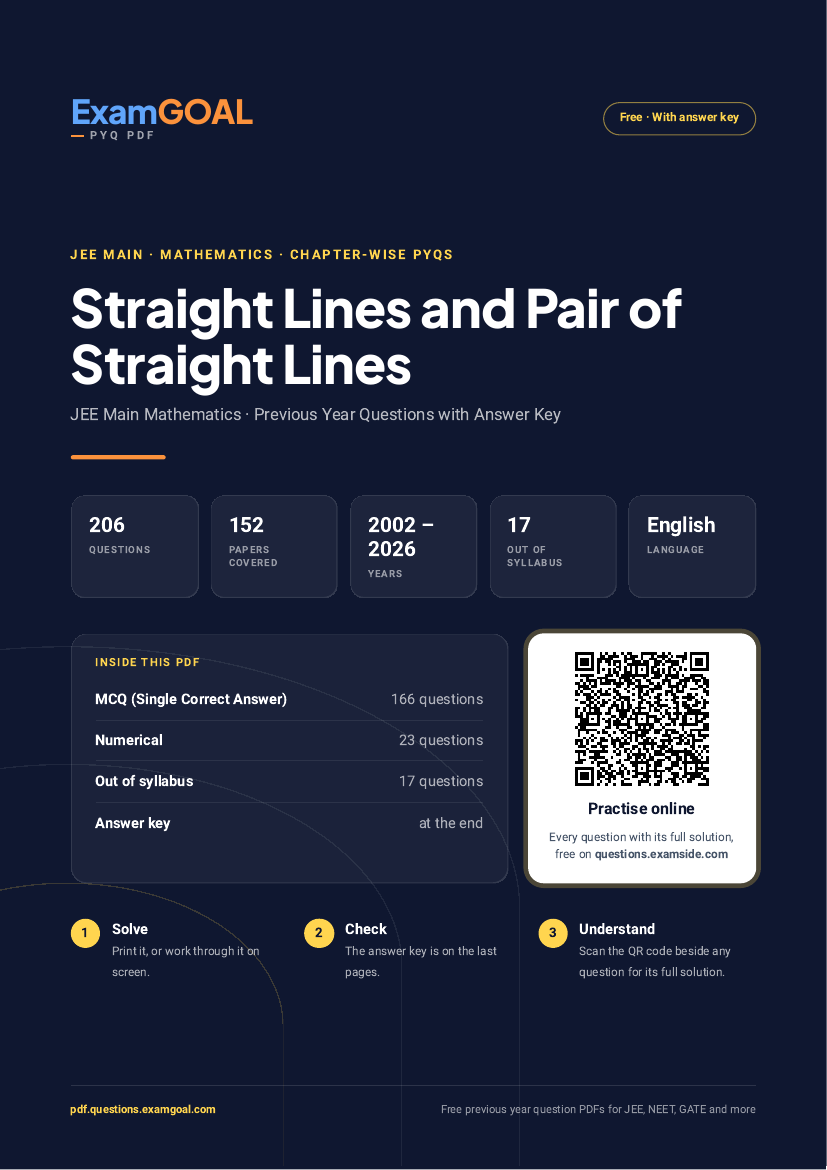 ExamGOAL
PYQ PDF
Free · With answer key
JEE MAIN · MATHEMATICS · CHAPTER-WISE PYQS
Straight Lines and Pair of
Straight Lines
JEE Main Mathematics · Previous Year Questions with Answer Key
206
QUESTIONS
152
PAPERS
COVERED
2002 –
2026
YEARS
17
OUT OF
SYLLABUS
English
LANGUAGE
INSIDE THIS PDF
MCQ (Single Correct Answer) 166 questions
Numerical 23 questions
Out of syllabus 17 questions
Answer key at the end
Practise online
Every question with its full solution,
free on questions.examside.com
1 Solve
Print it, or work through it on
screen.
2 Check
The answer key is on the last
pages.
3 Understand
Scan the QR code beside any
question for its full solution.
pdf.questions.examgoal.com
Free previous year question PDFs for JEE, NEET, GATE and more